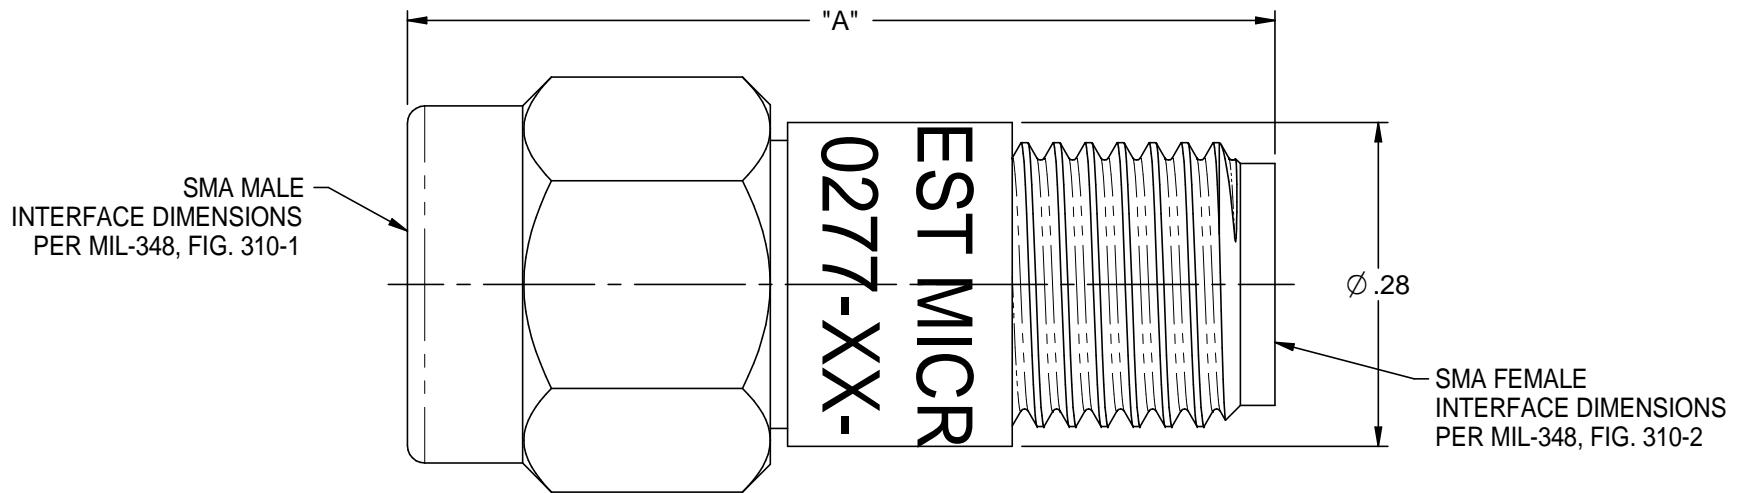 "A"
SMA MALE
INTERFACE DIMENSIONS
PER MIL-348, FIG. 310-1
EST MICR
0277-XX-
Ø .28
SMA FEMALE
INTERFACE DIMENSIONS
PER MIL-348, FIG. 310-2